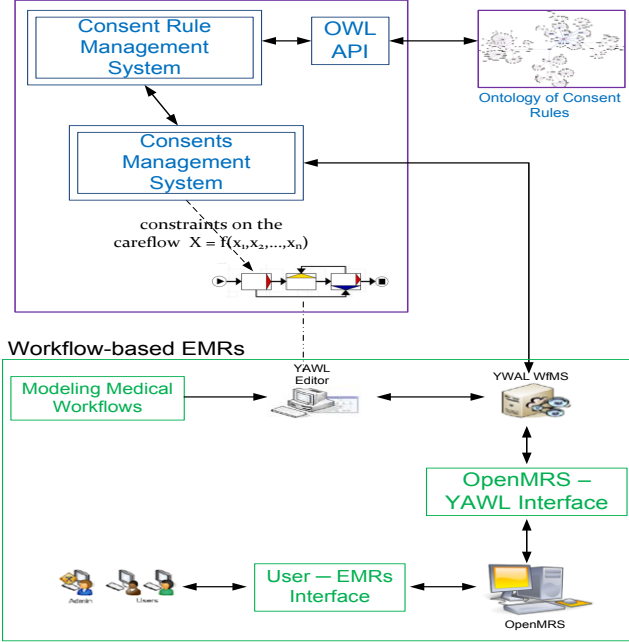 Consent Rule
Management
System
OWL
API
Ontology of Consent
Rules
Consents
Management
System
constraints on the
careflow X = f(x₁,x₂,...,xₙ)
Workflow-based EMRs
Modeling Medical
Workflows
YAWL
Editor
YWAL WfMS
OpenMRS –
YAWL Interface
Admin
Users
User – EMRs
Interface
OpenMRS